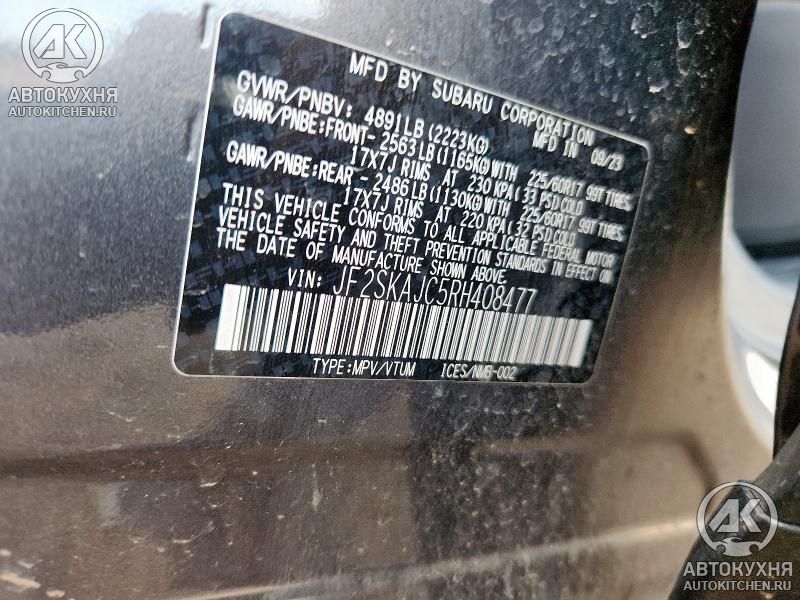 AK
АВТОКУХНЯ
AUTOKITCHEN.RU
MFD BY SUBARU CORPORATION
MFD IN 09/23
GVWR/PNBV: 4891LB(2223KG)
GAWR/PNBE:FRONT-2563LB(1165KG)WITH 225/60R17 99T TIRES.
17X7J RIMS AT 230 KPA(33 PSI)COLD
GAWR/PNBE:REAR -2486LB(1130KG)WITH 225/60R17 99T TIRES.
17X7J RIMS AT 220 KPA(32 PSI)COLD
THIS VEHICLE CONFORMS TO ALL APPLICABLE FEDERAL MOTOR
VEHICLE SAFETY AND THEFT PREVENTION STANDARDS IN EFFECT ON
THE DATE OF MANUFACTURE SHOWN ABOVE.
VIN: JF2SKAJC5RH408477
TYPE:MPV/VTUM ICES/NMB-002
AK
АВТОКУХНЯ
AUTOKITCHEN.RU